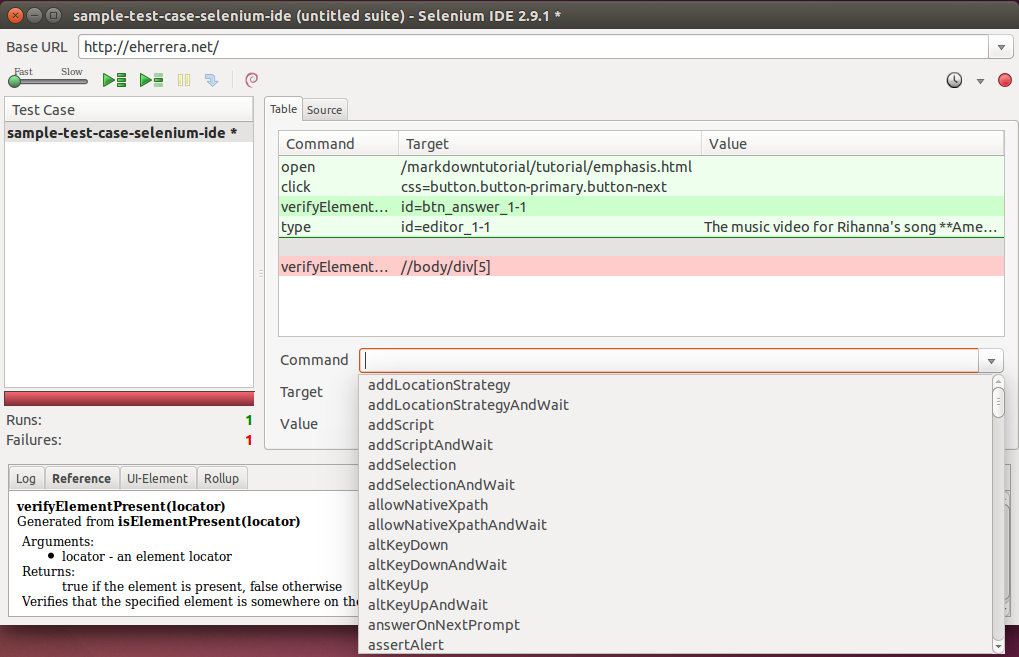 sample-test-case-selenium-ide (untitled suite) - Selenium IDE 2.9.1 *
Base URL http://eherrera.net/
Fast Slow
Test Case
sample-test-case-selenium-ide *
Runs: 1
Failures: 1
Table Source
Command Target Value
open /markdowntutorial/tutorial/emphasis.html
click css=button.button-primary.button-next
verifyElement... id=btn_answer_1-1
type id=editor_1-1 The music video for Rihanna's song **Ame...
verifyElement... //body/div[5]
Command
Target
Value
addLocationStrategy
addLocationStrategyAndWait
addScript
addScriptAndWait
addSelection
addSelectionAndWait
allowNativeXpath
allowNativeXpathAndWait
altKeyDown
altKeyDownAndWait
altKeyUp
altKeyUpAndWait
answerOnNextPrompt
assertAlert
Log Reference UI-Element Rollup
verifyElementPresent(locator)
Generated from isElementPresent(locator)
Arguments:
• locator - an element locator
Returns:
true if the element is present, false otherwise
Verifies that the specified element is somewhere on the